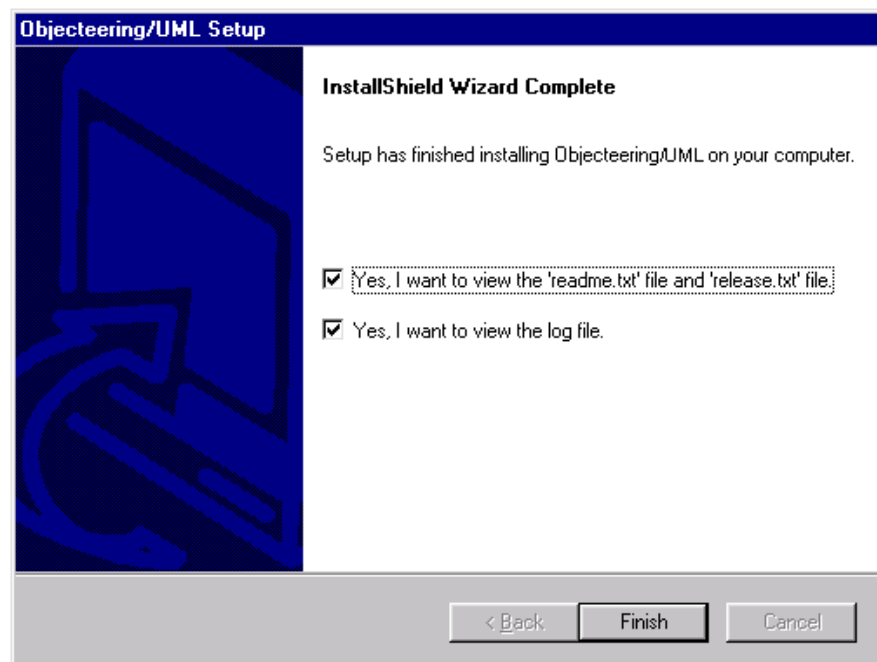 Objecteering/UML Setup
InstallShield Wizard Complete
Setup has finished installing Objecteering/UML on your computer.
Yes, I want to view the 'readme.txt' file and 'release.txt' file.
Yes, I want to view the log file.
< Back
Finish
Cancel